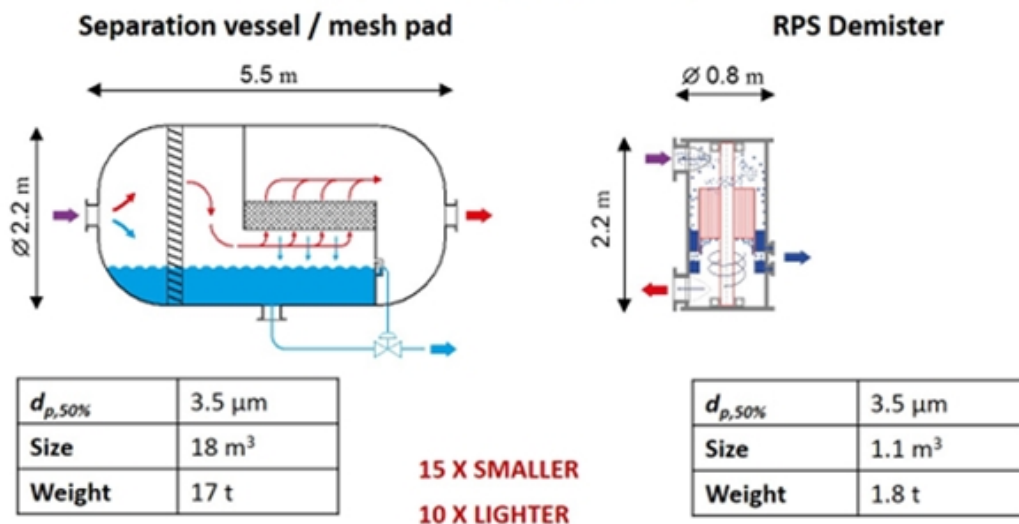 Separation vessel / mesh pad
RPS Demister
5.5 m
Ø 0.8 m
Ø 2.2 m
2.2 m
d_p,50% 3.5 μm
Size 18 m³
Weight 17 t
15 X SMALLER
10 X LIGHTER
d_p,50% 3.5 μm
Size 1.1 m³
Weight 1.8 t